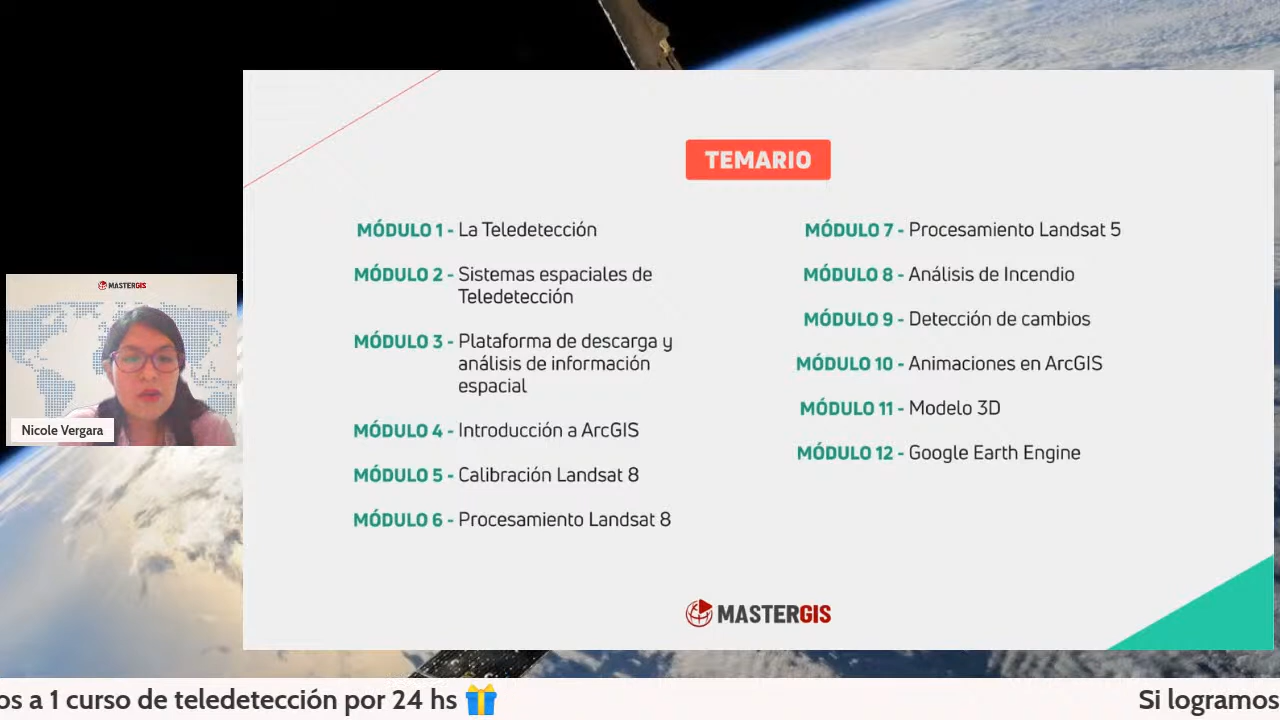 TEMARIO
MÓDULO 1 - La Teledetección
MÓDULO 2 - Sistemas espaciales de
Teledetección
MÓDULO 3 - Plataforma de descarga y
análisis de información
espacial
MÓDULO 4 - Introducción a ArcGIS
MÓDULO 5 - Calibración Landsat 8
MÓDULO 6 - Procesamiento Landsat 8
MÓDULO 7 - Procesamiento Landsat 5
MÓDULO 8 - Análisis de Incendio
MÓDULO 9 - Detección de cambios
MÓDULO 10 - Animaciones en ArcGIS
MÓDULO 11 - Modelo 3D
MÓDULO 12 - Google Earth Engine
MASTERGIS
MASTERGIS
Nicole Vergara
os a 1 curso de teledetección por 24 hs 🎁
Si logramos